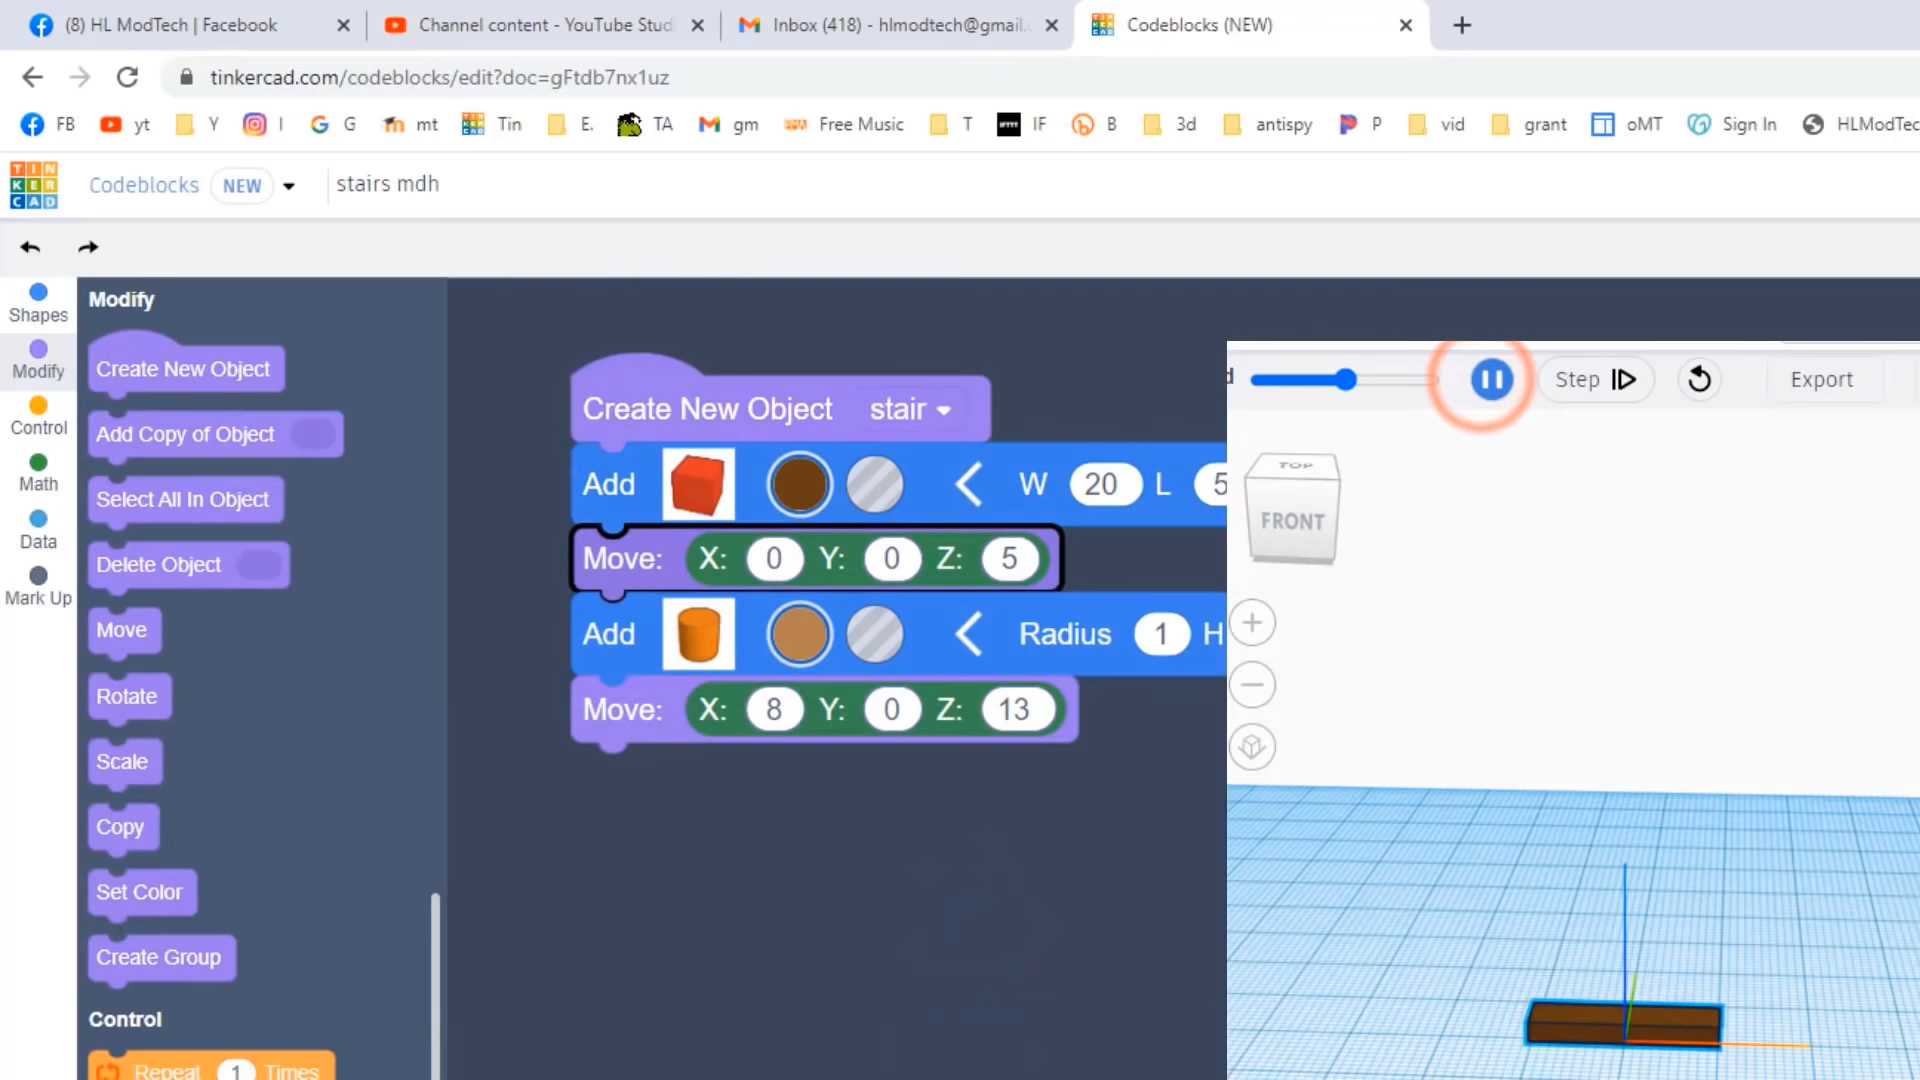 (8) HL ModTech | Facebook
Channel content - YouTube Stud
Inbox (418) - hlmodtech@gmail.
Codeblocks (NEW)
tinkercad.com/codeblocks/edit?doc=gFtdb7nx1uz
FB yt Y I G mt Tin E. TA gm Free Music T IF B 3d antispy P vid grant oMT Sign In HLModTec
TIN
KER
CAD
Codeblocks NEW stairs mdh
Shapes
Modify
Control
Math
Data
Mark Up
Modify
Create New Object
Add Copy of Object
Select All In Object
Delete Object
Move
Rotate
Scale
Copy
Set Color
Create Group
Control
Repeat 1 Times
Create New Object stair
Add W 20 L 5
Move: X: 0 Y: 0 Z: 5
Add Radius 1 H
Move: X: 8 Y: 0 Z: 13
d Step Export
TOP
FRONT